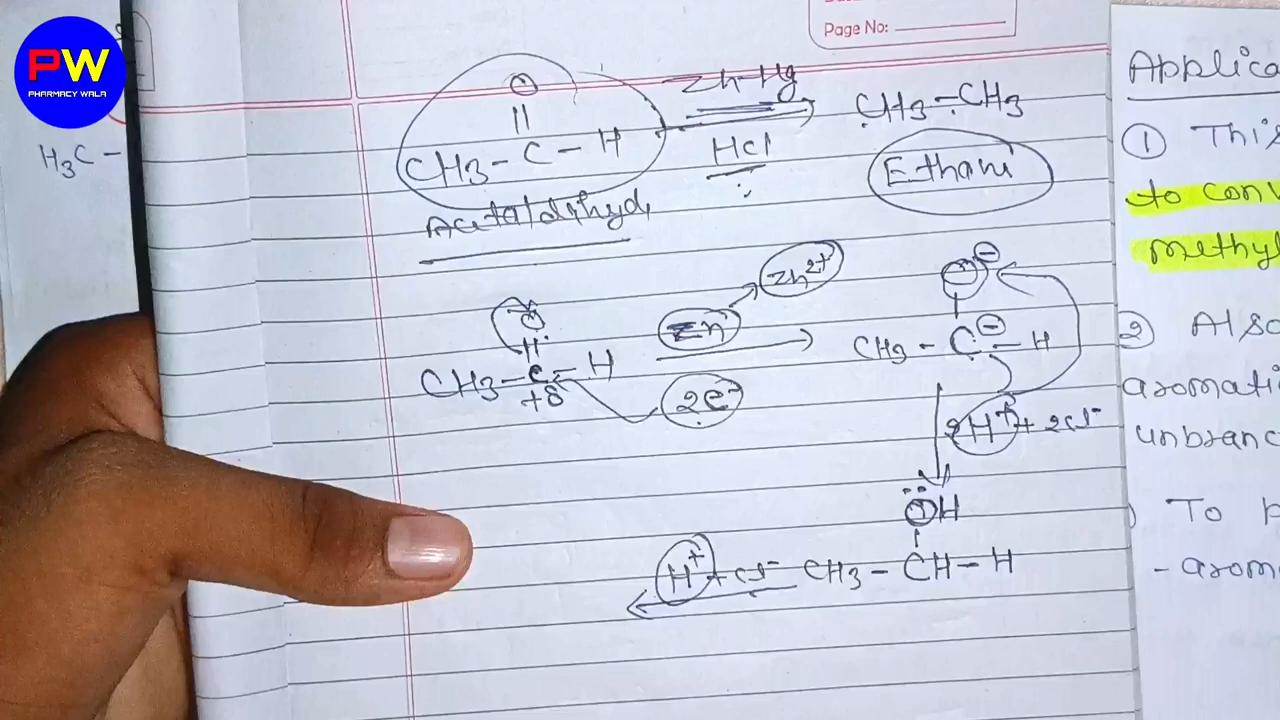 PW
PHARMACY WALA
Page No:
H3C –
O
||
CH3 – C – H
Zn-Hg
HCl
CH3 – CH3
Ethane
Acetaldehyde
Zn2+
O
||
CH3 – C – H
+δ
Zn
2e-
O⊖
CH3 – C⊖ – H
2H+ + 2Cl-
OH
CH3 – CH – H
H+ + Cl-
Applica
① This
to conv
methyl
② Also
aromati
unbranc
To
- arom